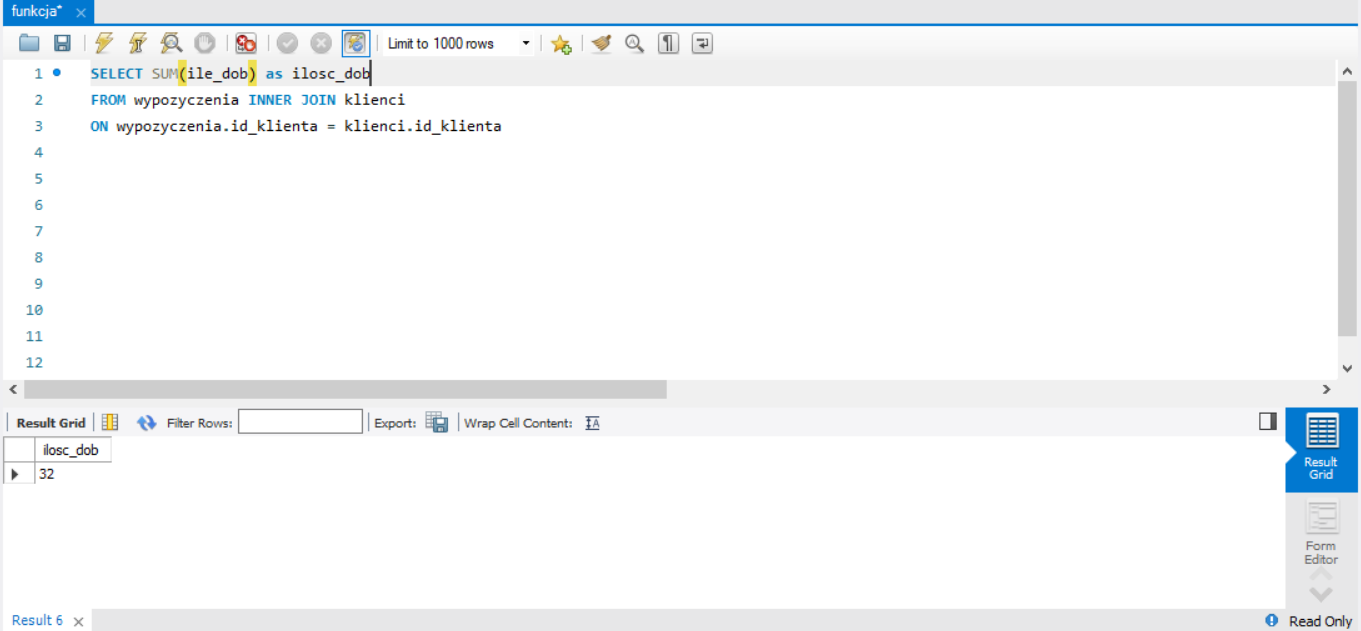 funkcja*
Limit to 1000 rows
1 SELECT SUM(ile_dob) as ilosc_dob
2 FROM wypozyczenia INNER JOIN klienci
3 ON wypozyczenia.id_klienta = klienci.id_klienta
4
5
6
7
8
9
10
11
12
Result Grid Filter Rows: Export: Wrap Cell Content:
ilosc_dob
32
Result
Grid
Form
Editor
Result 6 Read Only